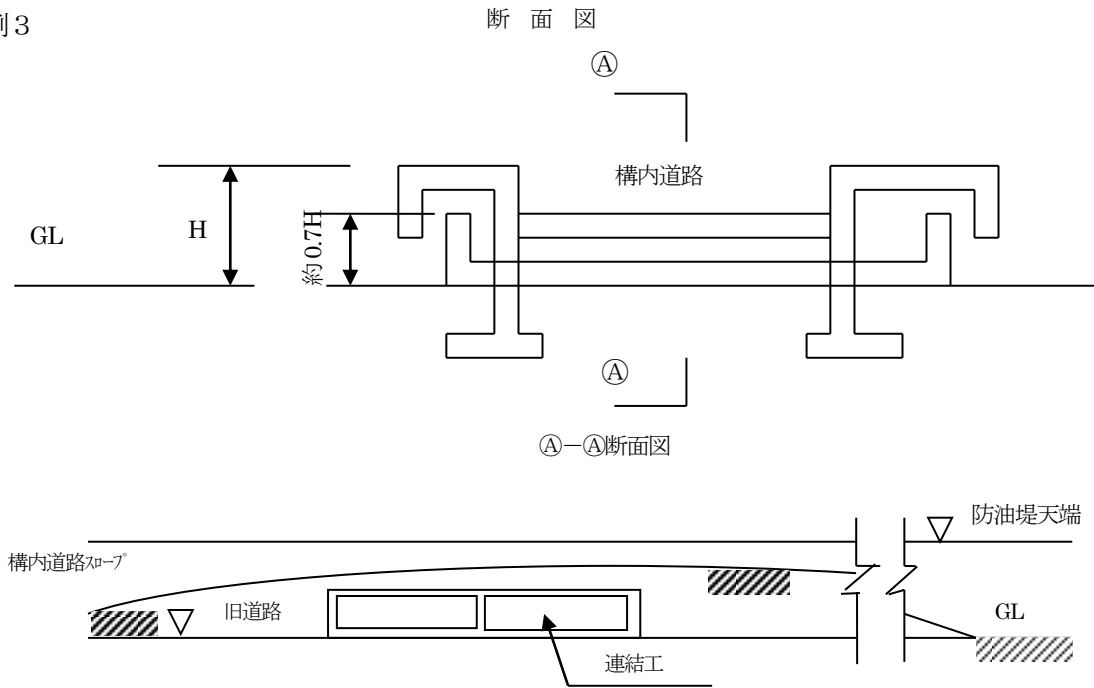 例3
断 面 図
Ⓐ
構内道路
GL
H
約0.7H
Ⓐ
Ⓐ－Ⓐ断面図
防油堤天端
構内道路ｽﾛｰﾌﾟ
旧道路
GL
連結工